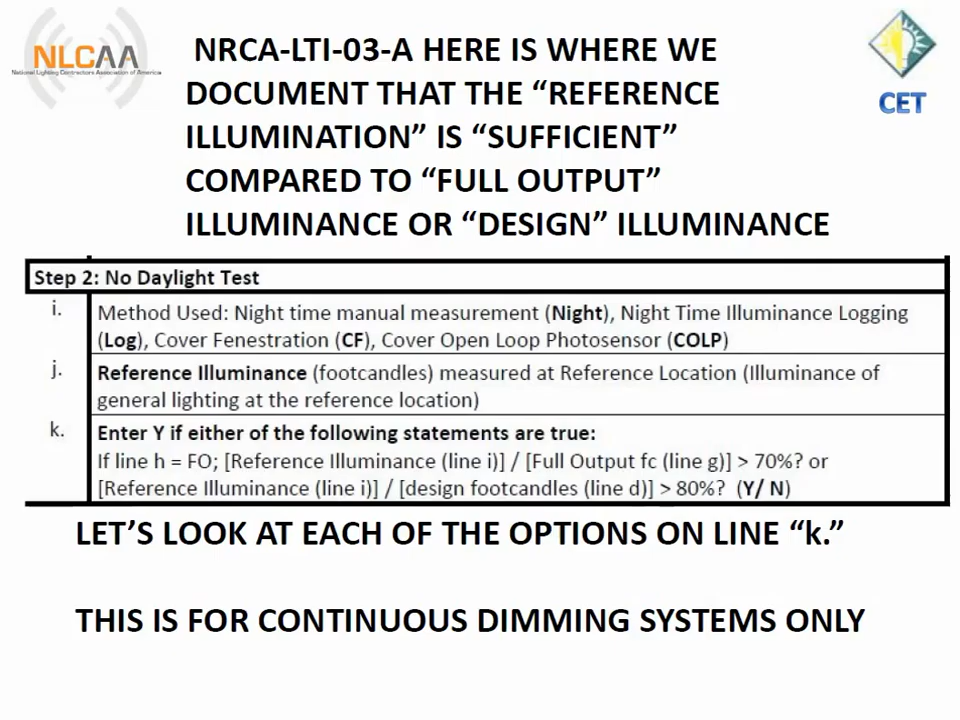 NLCAA
National Lighting Contractors Association of America
NRCA-LTI-03-A HERE IS WHERE WE
DOCUMENT THAT THE “REFERENCE
ILLUMINATION” IS “SUFFICIENT”
COMPARED TO “FULL OUTPUT”
ILLUMINANCE OR “DESIGN” ILLUMINANCE
CET
Step 2: No Daylight Test
i. Method Used: Night time manual measurement (Night), Night Time Illuminance Logging
(Log), Cover Fenestration (CF), Cover Open Loop Photosensor (COLP)
j. Reference Illuminance (footcandles) measured at Reference Location (Illuminance of
general lighting at the reference location)
k. Enter Y if either of the following statements are true:
If line h = FO; [Reference Illuminance (line i)] / [Full Output fc (line g)] > 70%? or
[Reference Illuminance (line i)] / [design footcandles (line d)] > 80%? (Y/ N)
LET’S LOOK AT EACH OF THE OPTIONS ON LINE “k.”
THIS IS FOR CONTINUOUS DIMMING SYSTEMS ONLY